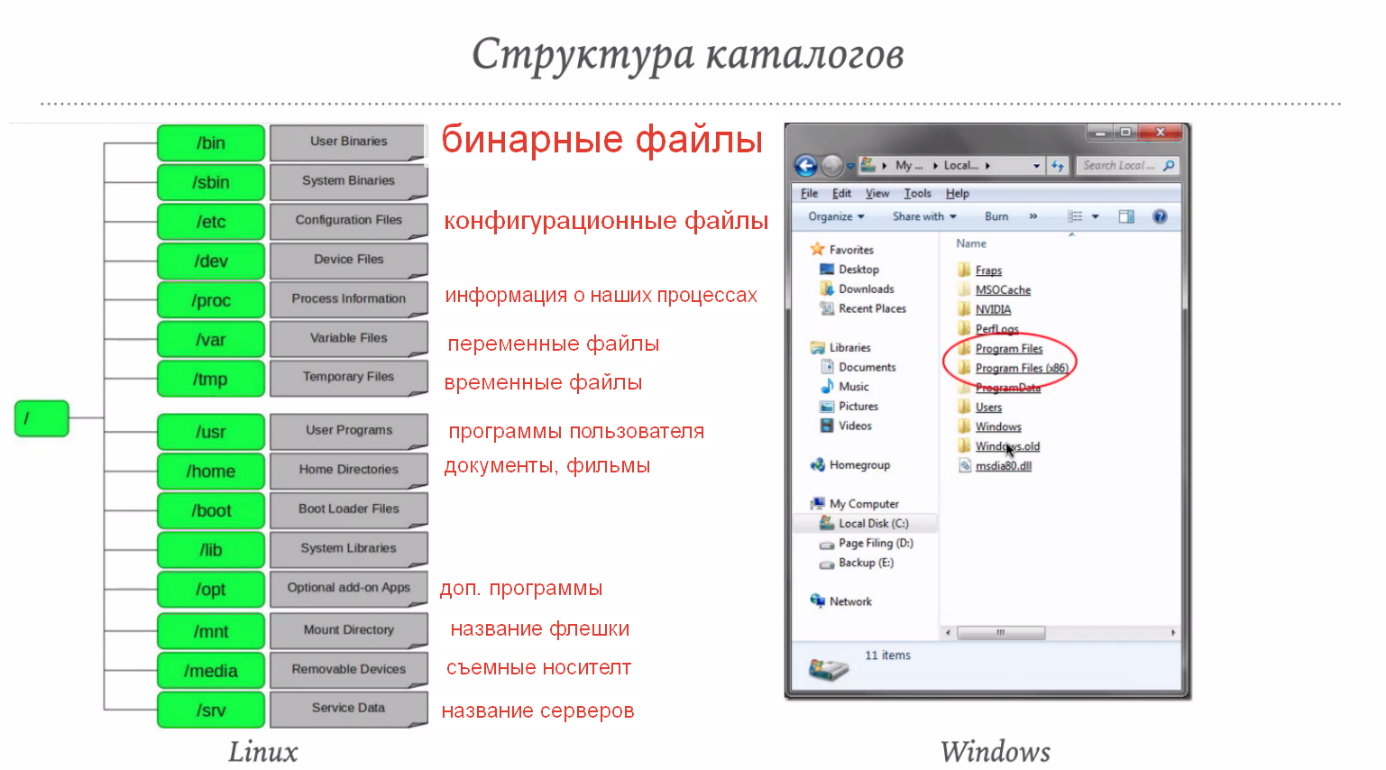 Структура каталогов
/
/bin User Binaries бинарные файлы
/sbin System Binaries
/etc Configuration Files конфигурационные файлы
/dev Device Files
/proc Process Information информация о наших процессах
/var Variable Files переменные файлы
/tmp Temporary Files временные файлы
/usr User Programs программы пользователя
/home Home Directories документы, фильмы
/boot Boot Loader Files
/lib System Libraries
/opt Optional add-on Apps доп. программы
/mnt Mount Directory название флешки
/media Removable Devices съемные носителт
/srv Service Data название серверов
Linux
My ... Local... Search Local ...
File Edit View Tools Help
Organize Share with Burn »
Favorites
Desktop
Downloads
Recent Places
Libraries
Documents
Music
Pictures
Videos
Homegroup
My Computer
Local Disk (C:)
Page Filing (D:)
Backup (E:)
Network
Name
Fraps
MSOCache
NVIDIA
PerfLogs
Program Files
Program Files (x86)
ProgramData
Users
Windows
Windows.old
msdia80.dll
11 items
Windows